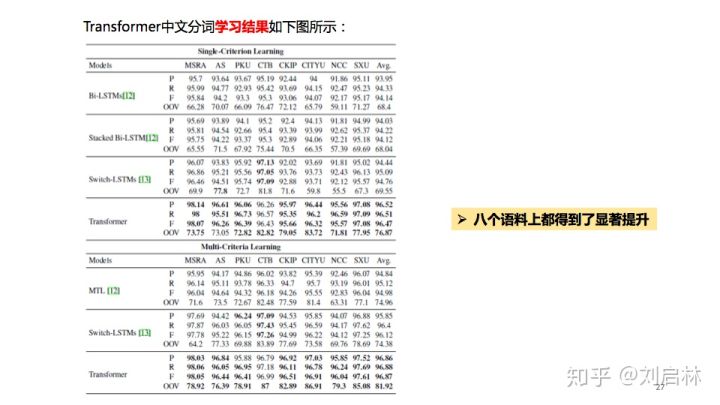 Transformer中文分词学习结果如下图所示：
Single-Criterion Learning
Models MSRA AS PKU CTB CKIP CITYU NCC SXU Avg.
P 95.7 93.64 93.67 95.19 92.44 94 91.86 95.11 93.95
Bi-LSTMs[12] R 95.99 94.77 92.93 95.42 93.69 94.15 92.47 95.23 94.33
F 95.84 94.2 93.3 95.3 93.06 94.07 92.17 95.17 94.14
OOV 66.28 70.07 66.09 76.47 72.12 65.79 59.11 71.27 68.4
P 95.69 93.89 94.1 95.2 92.4 94.13 91.81 94.99 94.03
Stacked Bi-LSTM[12] R 95.81 94.54 92.66 95.4 93.39 93.99 92.62 95.37 94.22
F 95.75 94.22 93.37 95.3 92.89 94.06 92.21 95.18 94.12
OOV 65.55 71.5 67.92 75.44 70.5 66.35 57.39 69.69 68.04
P 96.07 93.83 95.92 97.13 92.02 93.69 91.81 95.02 94.44
Switch-LSTMs [13] R 96.86 95.21 95.56 97.05 93.76 93.73 92.43 96.13 95.09
F 96.46 94.51 95.74 97.09 92.88 93.71 92.12 95.57 94.76
OOV 69.9 77.8 72.7 81.8 71.6 59.8 55.5 67.3 69.55
P 98.14 96.61 96.06 96.26 95.97 96.44 95.56 97.08 96.52
Transformer R 98 95.51 96.73 96.57 95.35 96.2 96.59 97.09 96.51
F 98.07 96.26 96.39 96.43 95.66 96.32 95.57 97.08 96.47
OOV 73.75 73.05 72.82 82.82 79.05 83.72 71.81 77.95 76.87
Multi-Criteria Learning
P 95.95 94.17 94.86 96.02 93.82 95.39 92.46 96.07 94.84
MTL [12] R 96.14 95.11 93.78 96.33 94.7 95.7 93.19 96.01 95.12
F 96.04 94.64 94.32 96.18 94.26 95.55 92.83 96.04 94.98
OOV 71.6 73.5 72.67 82.48 77.59 81.4 63.31 77.1 74.96
P 97.69 94.42 96.24 97.09 94.53 95.85 94.07 96.88 95.85
Switch-LSTMs [13] R 97.87 96.03 96.05 97.43 95.45 96.59 94.17 97.62 96.4
F 97.78 95.22 96.15 97.26 94.99 96.22 94.12 97.25 96.12
OOV 64.2 77.33 69.88 83.89 77.69 73.58 69.76 78.69 74.38
P 98.03 96.84 95.88 96.79 96.92 97.03 95.85 97.52 96.86
Transformer R 98.06 96.05 96.95 97.18 96.11 96.78 96.24 97.69 96.88
F 98.05 96.44 96.41 96.99 96.51 96.91 96.04 97.61 96.87
OOV 78.92 76.39 78.91 87 82.89 86.91 79.3 85.08 81.92
➢ 八个语料上都得到了显著提升
知乎 @刘启林
27